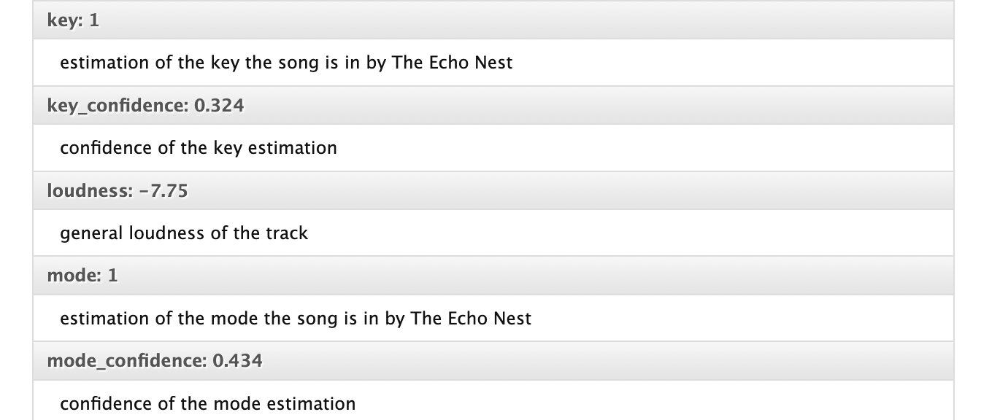 key: 1
estimation of the key the song is in by The Echo Nest
key_confidence: 0.324
confidence of the key estimation
loudness: -7.75
general loudness of the track
mode: 1
estimation of the mode the song is in by The Echo Nest
mode_confidence: 0.434
confidence of the mode estimation